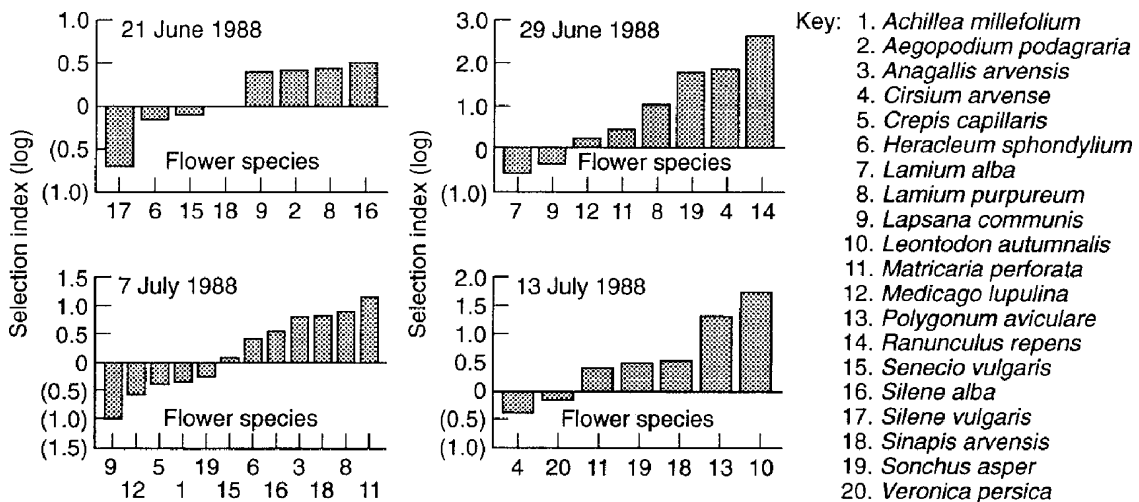 21 June 1988
Selection index (log)
1.0
0.5
0
(0.5)
(1.0)
Flower species
17 6 15 18 9 2 8 16
29 June 1988
Selection index (log)
3.0
2.0
1.0
0
(1.0)
Flower species
7 9 12 11 8 19 4 14
7 July 1988
1.5
1.0
0.5
0
(0.5)
(1.0)
(1.5)
Flower species
9 5 19 6 3 8
12 1 15 16 18 11
13 July 1988
2.0
1.5
1.0
0.5
0
(0.5)
(1.0)
Flower species
4 20 11 19 18 13 10
Key: 1. Achillea millefolium
2. Aegopodium podagraria
3. Anagallis arvensis
4. Cirsium arvense
5. Crepis capillaris
6. Heracleum sphondylium
7. Lamium alba
8. Lamium purpureum
9. Lapsana communis
10. Leontodon autumnalis
11. Matricaria perforata
12. Medicago lupulina
13. Polygonum aviculare
14. Ranunculus repens
15. Senecio vulgaris
16. Silene alba
17. Silene vulgaris
18. Sinapis arvensis
19. Sonchus asper
20. Veronica persica